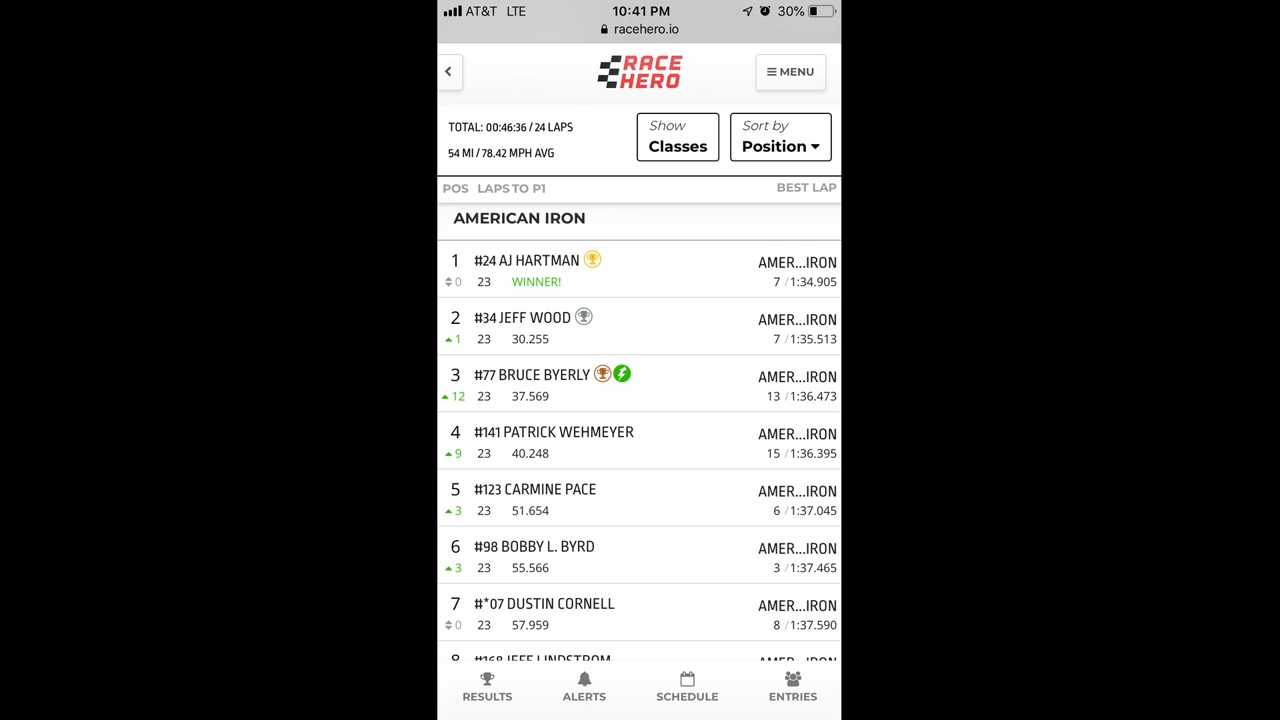 AT&T LTE 10:41 PM 30%
racehero.io
RACE HERO
MENU
TOTAL: 00:46:36 / 24 LAPS
54 MI / 78.42 MPH AVG
Show
Classes
Sort by
Position
POS LAPS TO P1 BEST LAP
AMERICAN IRON
1 #24 AJ HARTMAN AMER...IRON
0 23 WINNER! 7 / 1:34.905
2 #34 JEFF WOOD AMER...IRON
1 23 30.255 7 / 1:35.513
3 #77 BRUCE BYERLY AMER...IRON
12 23 37.569 13 / 1:36.473
4 #141 PATRICK WEHMEYER AMER...IRON
9 23 40.248 15 / 1:36.395
5 #123 CARMINE PACE AMER...IRON
3 23 51.654 6 / 1:37.045
6 #98 BOBBY L. BYRD AMER...IRON
3 23 55.566 3 / 1:37.465
7 #*07 DUSTIN CORNELL AMER...IRON
0 23 57.959 8 / 1:37.590
8 #168 JEFF LINDSTROM AMER...IRON
RESULTS ALERTS SCHEDULE ENTRIES